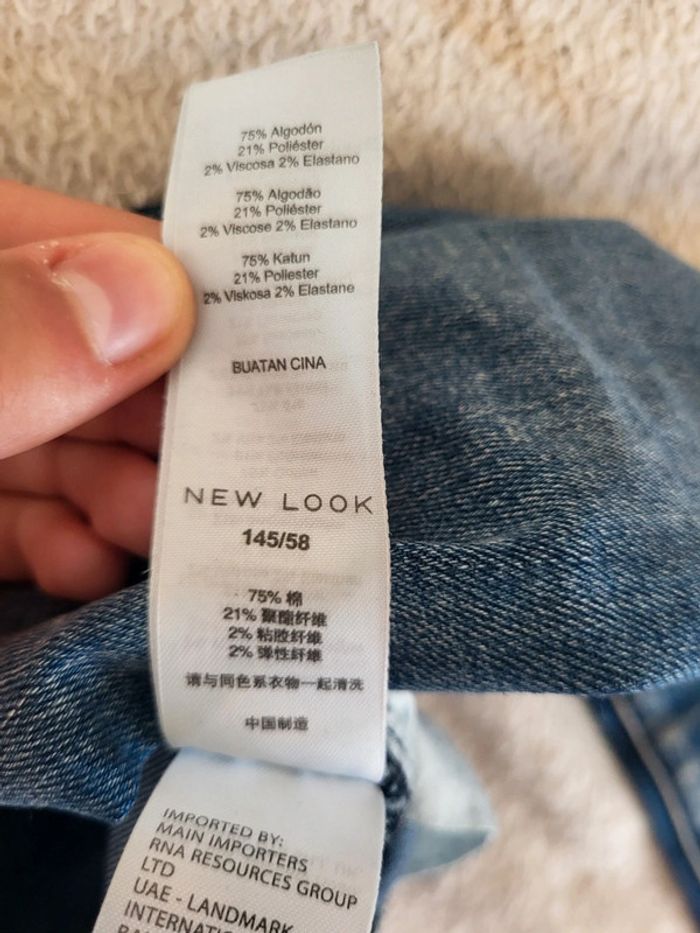 75% Algodón
21% Poliéster
2% Viscosa 2% Elastano
75% Algodão
21% Poliéster
2% Viscose 2% Elastano
75% Katun
21% Poliester
2% Viskosa 2% Elastane
BUATAN CINA
NEW LOOK
145/58
75% 棉
21% 聚酯纤维
2% 粘胶纤维
2% 弹性纤维
请与同色系衣物一起清洗
中国制造
IMPORTED BY:
MAIN IMPORTERS
RNA RESOURCES GROUP
LTD
UAE - LANDMARK